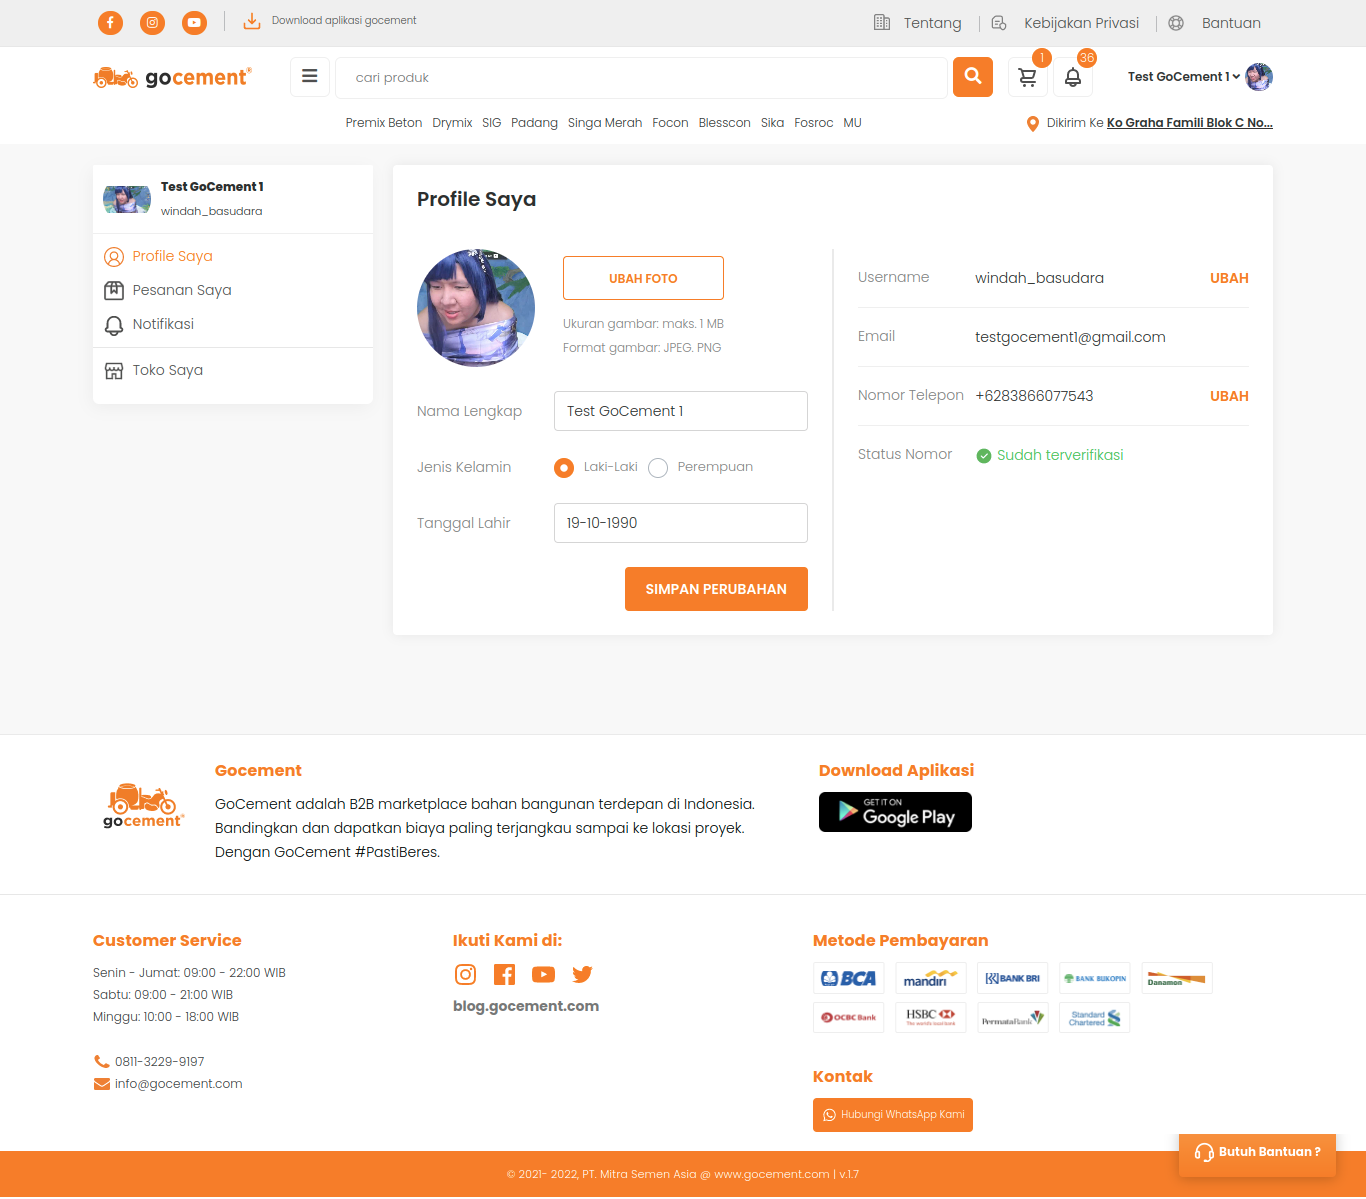 Download aplikasi gocement
Tentang
Kebijakan Privasi
Bantuan
gocement
cari produk
1
36
Test GoCement 1
Premix Beton Drymix SIG Padang Singa Merah Focon Blesscon Sika Fosroc MU
Dikirim Ke Ko Graha Famili Blok C No...
Test GoCement 1
windah_basudara
Profile Saya
Pesanan Saya
Notifikasi
Toko Saya
Profile Saya
UBAH FOTO
Ukuran gambar: maks. 1 MB
Format gambar: JPEG. PNG
Nama Lengkap
Test GoCement 1
Jenis Kelamin
Laki-Laki
Perempuan
Tanggal Lahir
19-10-1990
SIMPAN PERUBAHAN
Username
windah_basudara
UBAH
Email
testgocement1@gmail.com
Nomor Telepon
+6283866077543
UBAH
Status Nomor
Sudah terverifikasi
gocement
Gocement
GoCement adalah B2B marketplace bahan bangunan terdepan di Indonesia.
Bandingkan dan dapatkan biaya paling terjangkau sampai ke lokasi proyek.
Dengan GoCement #PastiBeres.
Download Aplikasi
GET IT ON
Google Play
Customer Service
Senin - Jumat: 09:00 - 22:00 WIB
Sabtu: 09:00 - 21:00 WIB
Minggu: 10:00 - 18:00 WIB
0811-3229-9197
info@gocement.com
Ikuti Kami di:
blog.gocement.com
Metode Pembayaran
BCA
mandiri
BANK BRI
BANK BUKOPIN
Danamon
OCBC Bank
HSBC
The world's local bank
PermataBank
Standard
Chartered
Kontak
Hubungi WhatsApp Kami
Butuh Bantuan ?
© 2021- 2022, PT. Mitra Semen Asia @ www.gocement.com | v.1.7